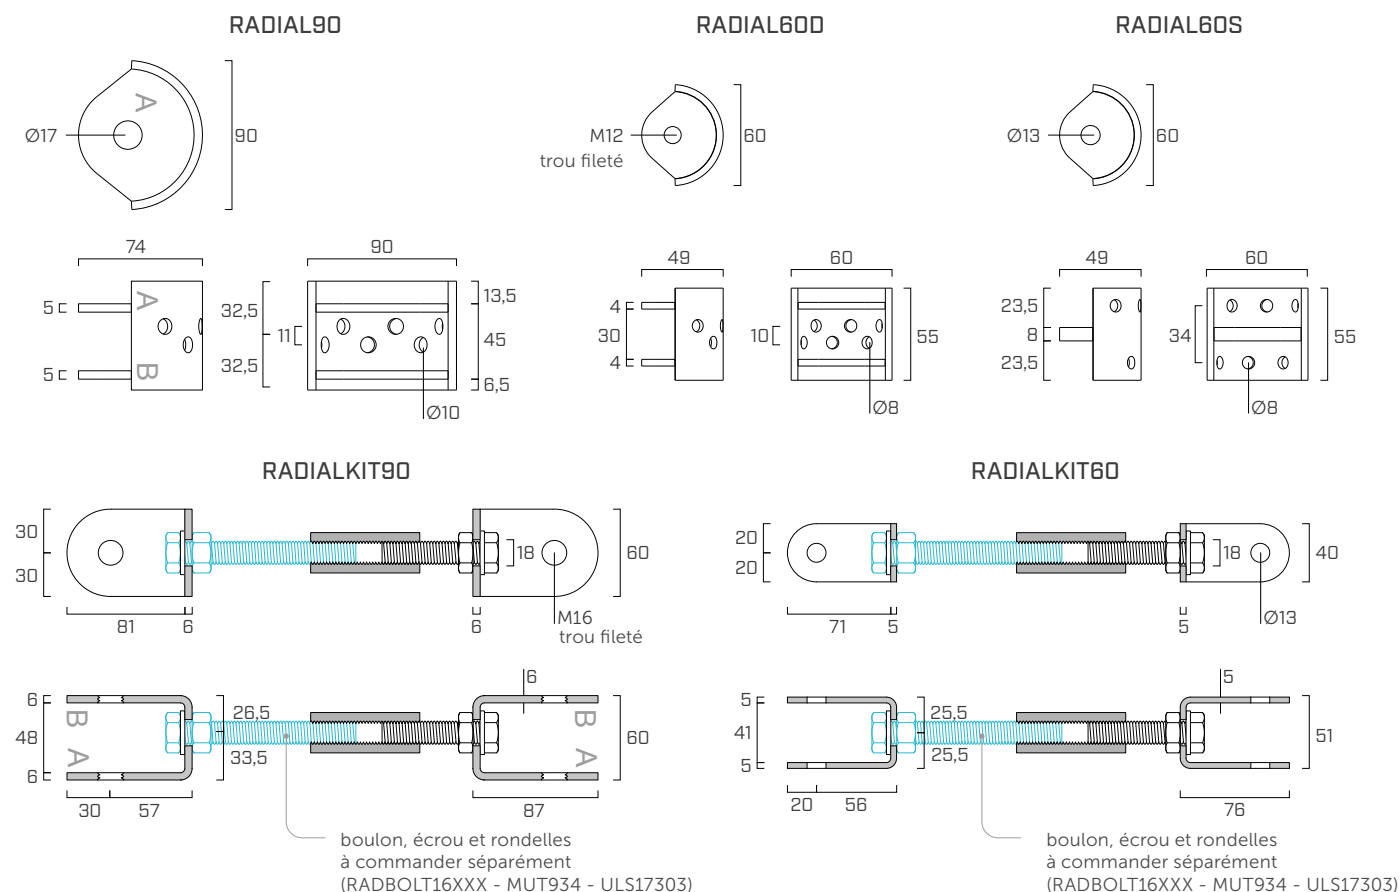 RADIAL90
RADIAL60D
RADIAL60S
A
Ø17
90
M12
trou fileté
60
Ø13
60
74
90
49
60
49
60
A
B
5
5
32,5
32,5
11
13,5
45
6,5
Ø10
4
30
4
10
55
Ø8
23,5
8
23,5
34
55
Ø8
RADIALKIT90
RADIALKIT60
30
30
18
60
81
6
6
M16
trou fileté
20
20
18
40
71
5
5
Ø13
6
48
6
B
A
26,5
33,5
6
B
A
60
30
57
87
5
41
5
25,5
25,5
5
51
20
56
76
boulon, écrou et rondelles
à commander séparément
(RADBOLT16XXX - MUT934 - ULS17303)
boulon, écrou et rondelles
à commander séparément
(RADBOLT16XXX - MUT934 - ULS17303)